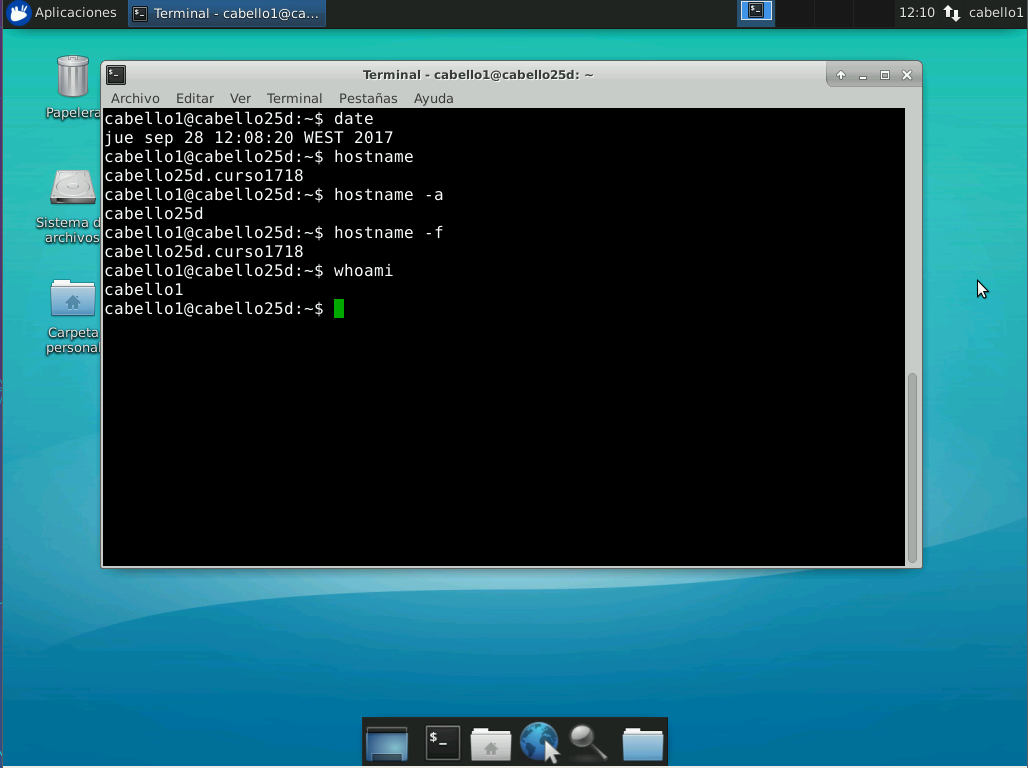 Aplicaciones
Terminal - cabello1@ca...
12:10
cabello1
Papelera
Sistema d
archivos
Carpeta
personal
Terminal - cabello1@cabello25d: ~
Archivo Editar Ver Terminal Pestañas Ayuda
cabello1@cabello25d:~$ date
jue sep 28 12:08:20 WEST 2017
cabello1@cabello25d:~$ hostname
cabello25d.curso1718
cabello1@cabello25d:~$ hostname -a
cabello25d
cabello1@cabello25d:~$ hostname -f
cabello25d.curso1718
cabello1@cabello25d:~$ whoami
cabello1
cabello1@cabello25d:~$